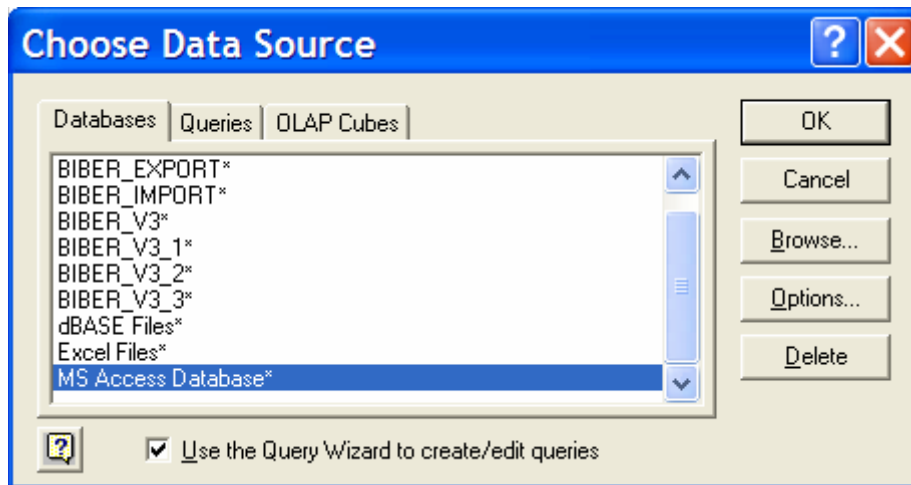 Choose Data Source
Databases Queries OLAP Cubes
BIBER_EXPORT*
BIBER_IMPORT*
BIBER_V3*
BIBER_V3_1*
BIBER_V3_2*
BIBER_V3_3*
dBASE Files*
Excel Files*
MS Access Database*
OK
Cancel
Browse...
Options...
Delete
Use the Query Wizard to create/edit queries